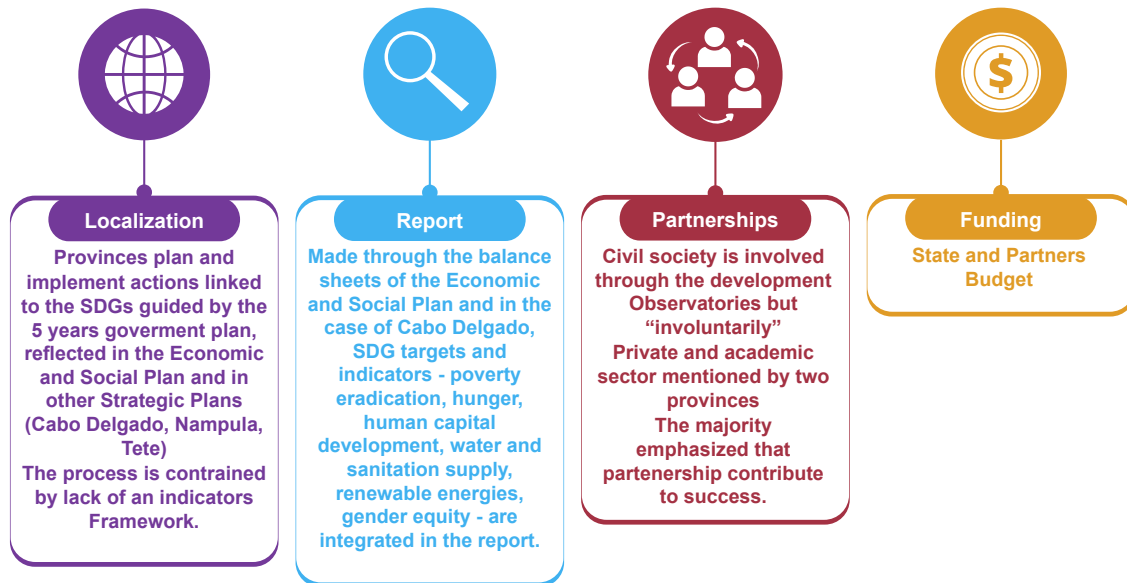 Localization
Provinces plan and
implement actions linked
to the SDGs guided by the
5 years goverment plan,
reflected in the Economic
and Social Plan and in
other Strategic Plans
(Cabo Delgado, Nampula,
Tete)
The process is contrained
by lack of an indicators
Framework.
Report
Made through the balance
sheets of the Economic
and Social Plan and in the
case of Cabo Delgado,
SDG targets and
indicators - poverty
eradication, hunger,
human capital
development, water and
sanitation supply,
renewable energies,
gender equity - are
integrated in the report.
Partnerships
Civil society is involved
through the development
Observatories but
“involuntarily”
Private and academic
sector mentioned by two
provinces
The majority
emphasized that
partenership contribute
to success.
$
Funding
State and Partners
Budget